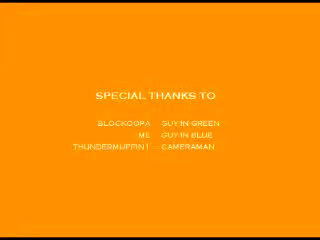 SPECIAL THANKS TO
BLOCKOOPA GUY IN GREEN
ME GUY IN BLUE
THUNDERMUFFIN1 CAMERAMAN